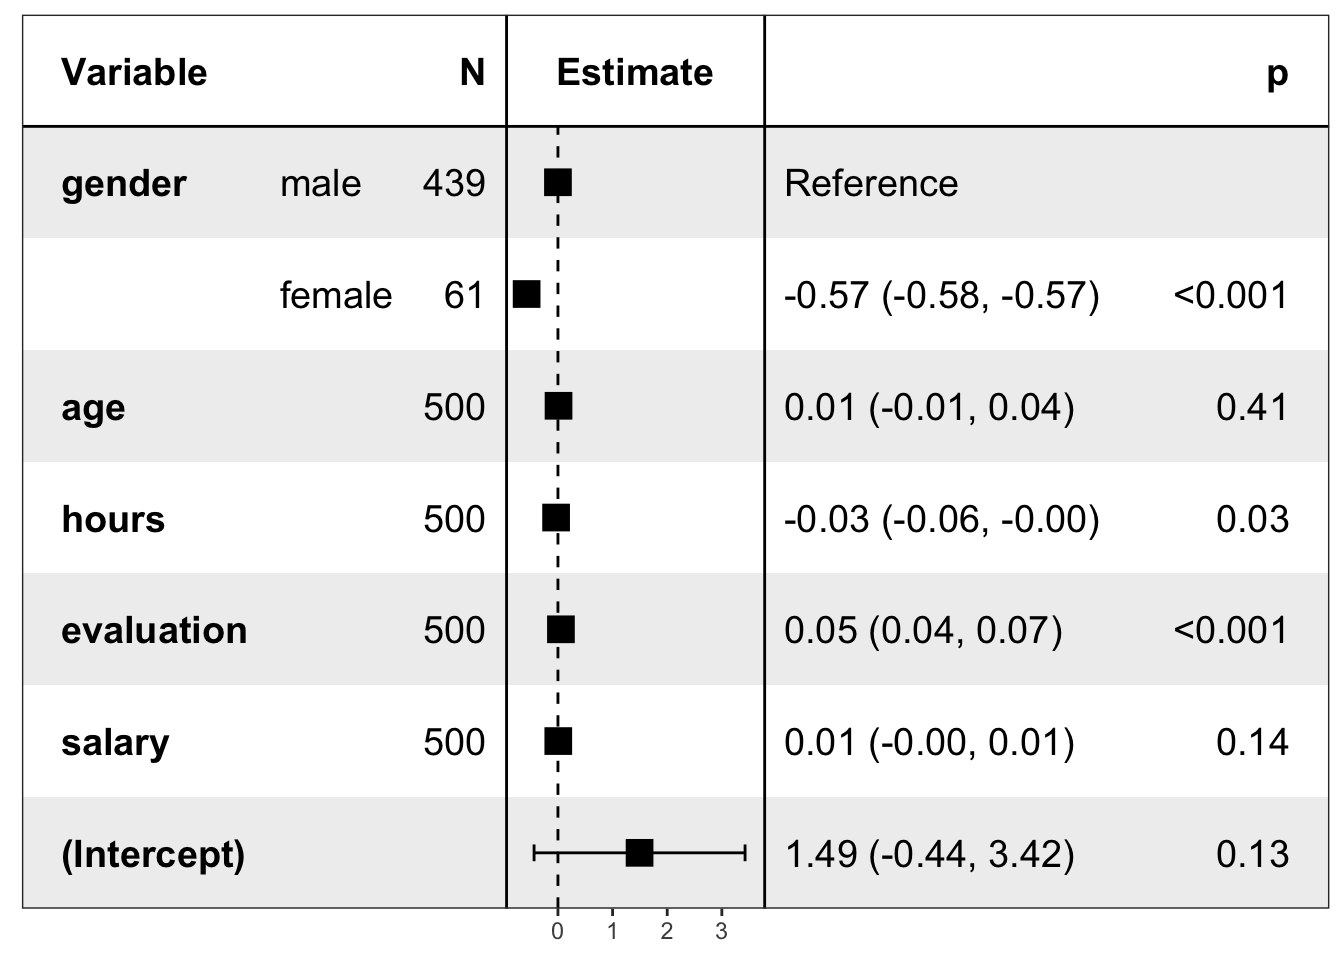 Variable N Estimate p
gender male 439 Reference
female 61 -0.57 (-0.58, -0.57) <0.001
age 500 0.01 (-0.01, 0.04) 0.41
hours 500 -0.03 (-0.06, -0.00) 0.03
evaluation 500 0.05 (0.04, 0.07) <0.001
salary 500 0.01 (-0.00, 0.01) 0.14
(Intercept) 1.49 (-0.44, 3.42) 0.13
0 1 2 3